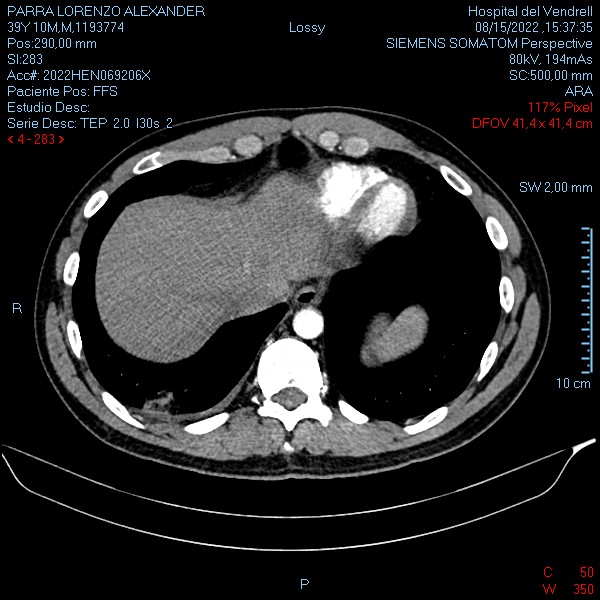 PARRA LORENZO ALEXANDER
39Y 10M,M,1193774
Pos:290,00 mm
SI:283
Acc#: 2022HEN069206X
Paciente Pos: FFS
Estudio Desc:
Serie Desc: TEP  2.0  I30s  2
< 4 - 283 >
Lossy
Hospital del Vendrell
08/15/2022 ,15:37:35
SIEMENS SOMATOM Perspective
80kV, 194mAs
SC:500,00 mm
ARA
117% Pixel
DFOV 41,4 x 41,4 cm
SW 2,00 mm
R
10 cm
P
C 50
W 350